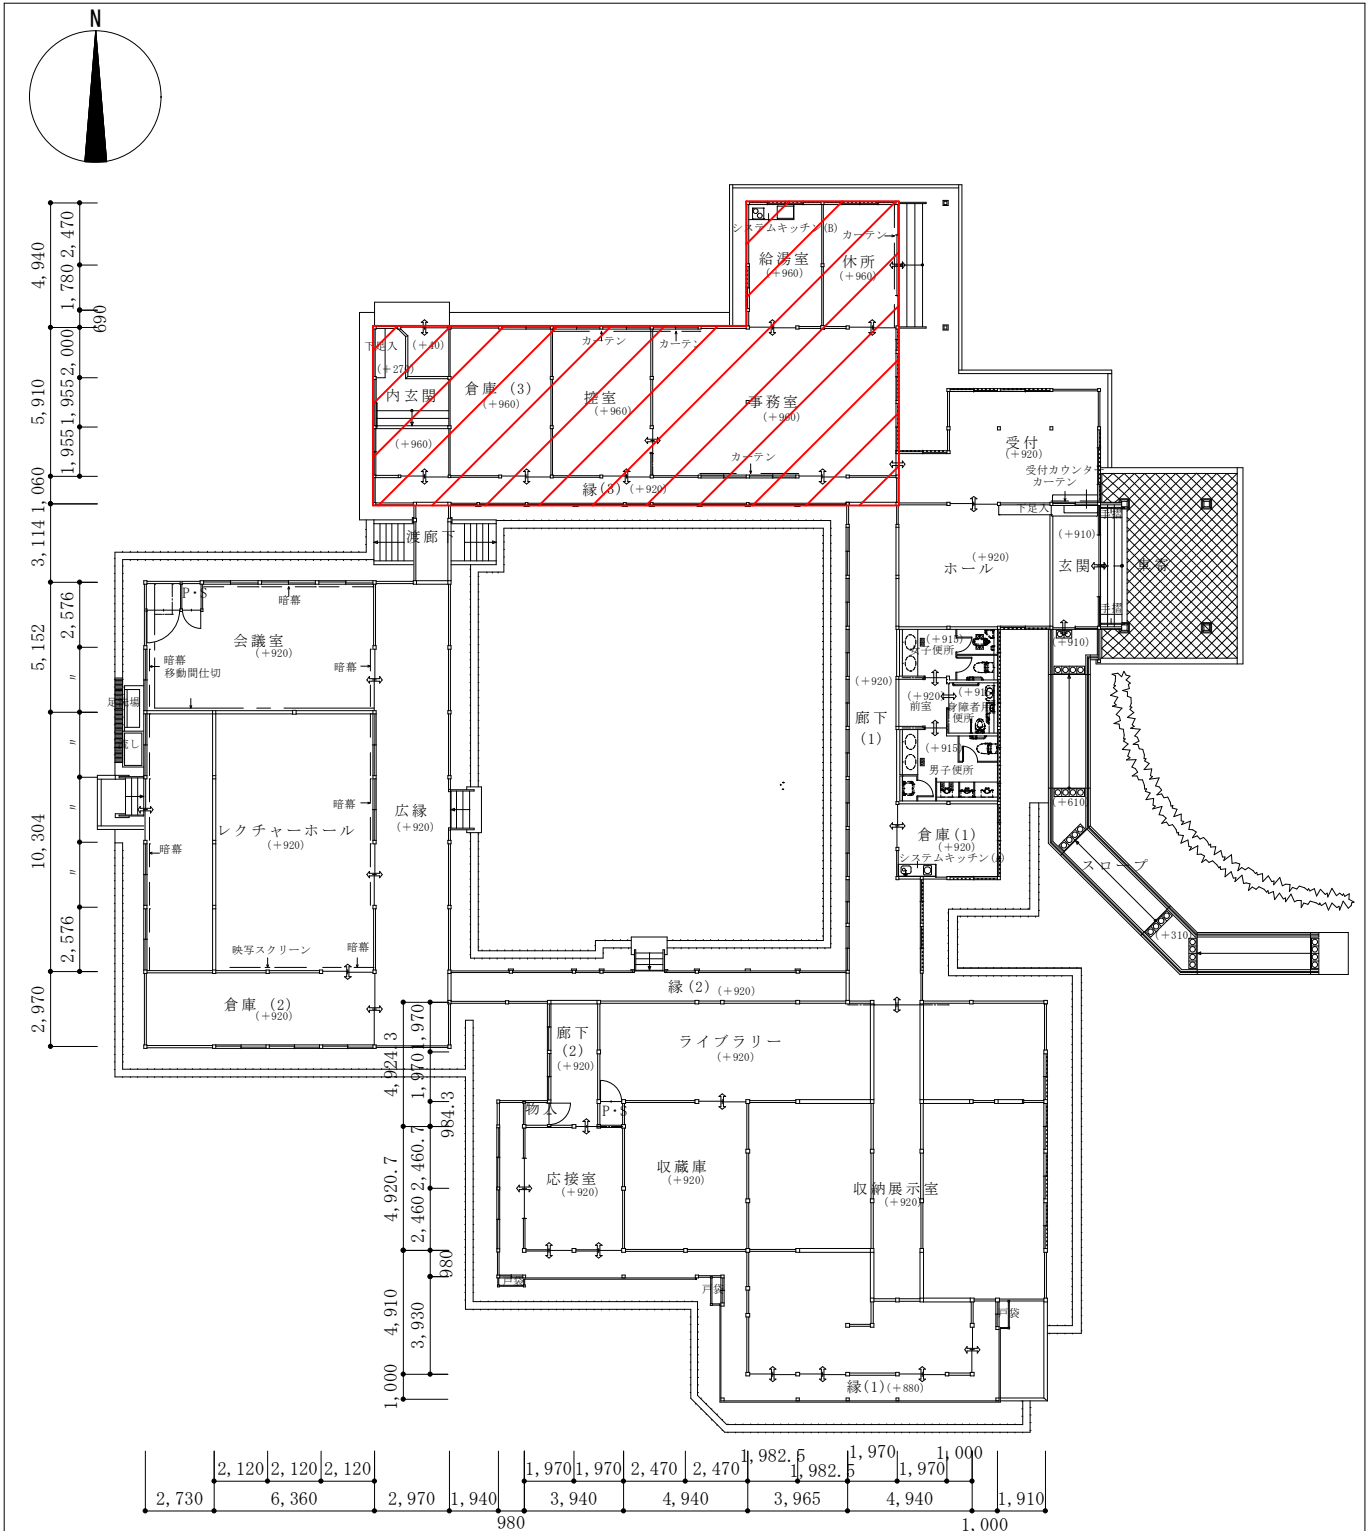 N
4,940
2,470
1,780
690
5,910
2,000
1,955
1,955
1,060
3,114
5,152
2,576
〃
〃
〃
10,304
〃
2,576
2,970
システムキッチン(B)
カーテン
給湯室
(+960)
休所
(+960)
下足入
(+40)
内玄関
(+960)
倉庫 (3)
(+960)
カーテン
控室
(+960)
カーテン
事務室
(+960)
カーテン
縁(3)
(+920)
受付
(+920)
受付カウンター
カーテン
下足入
手摺
(+910)
(+920)
ホール
玄関
手摺
渡廊下
P・S
暗幕
会議室
(+920)
暗幕
移動間仕切
暗幕
流し
暗幕
レクチャーホール
(+920)
暗幕
映写スクリーン
暗幕
広縁
(+920)
倉庫 (2)
(+920)
(+915)
女子便所
(+920)
廊下
(1)
(+920)
前室
身障者用
便所
(+915)
男子便所
(+910)
(+610)
スロープ
(+310)
倉庫(1)
(+920)
システムキッチン(A)
縁(2)
(+920)
廊下
(2)
(+920)
ライブラリー
(+920)
物入
P・S
応接室
(+920)
収蔵庫
(+920)
収納展示室
(+920)
戸袋
戸袋
戸袋
縁(1)
(+880)
4,924.3
1,970
1,970
984.3
4,920.7
2,460.7
2,460
980
4,910
3,930
1,000
2,120
2,120
2,120
1,970
1,970
2,470
2,470
1,982.5
1,982.5
1,970
1,970
1,000
2,730
6,360
2,970
1,940
980
3,940
4,940
3,965
4,940
1,000
1,910